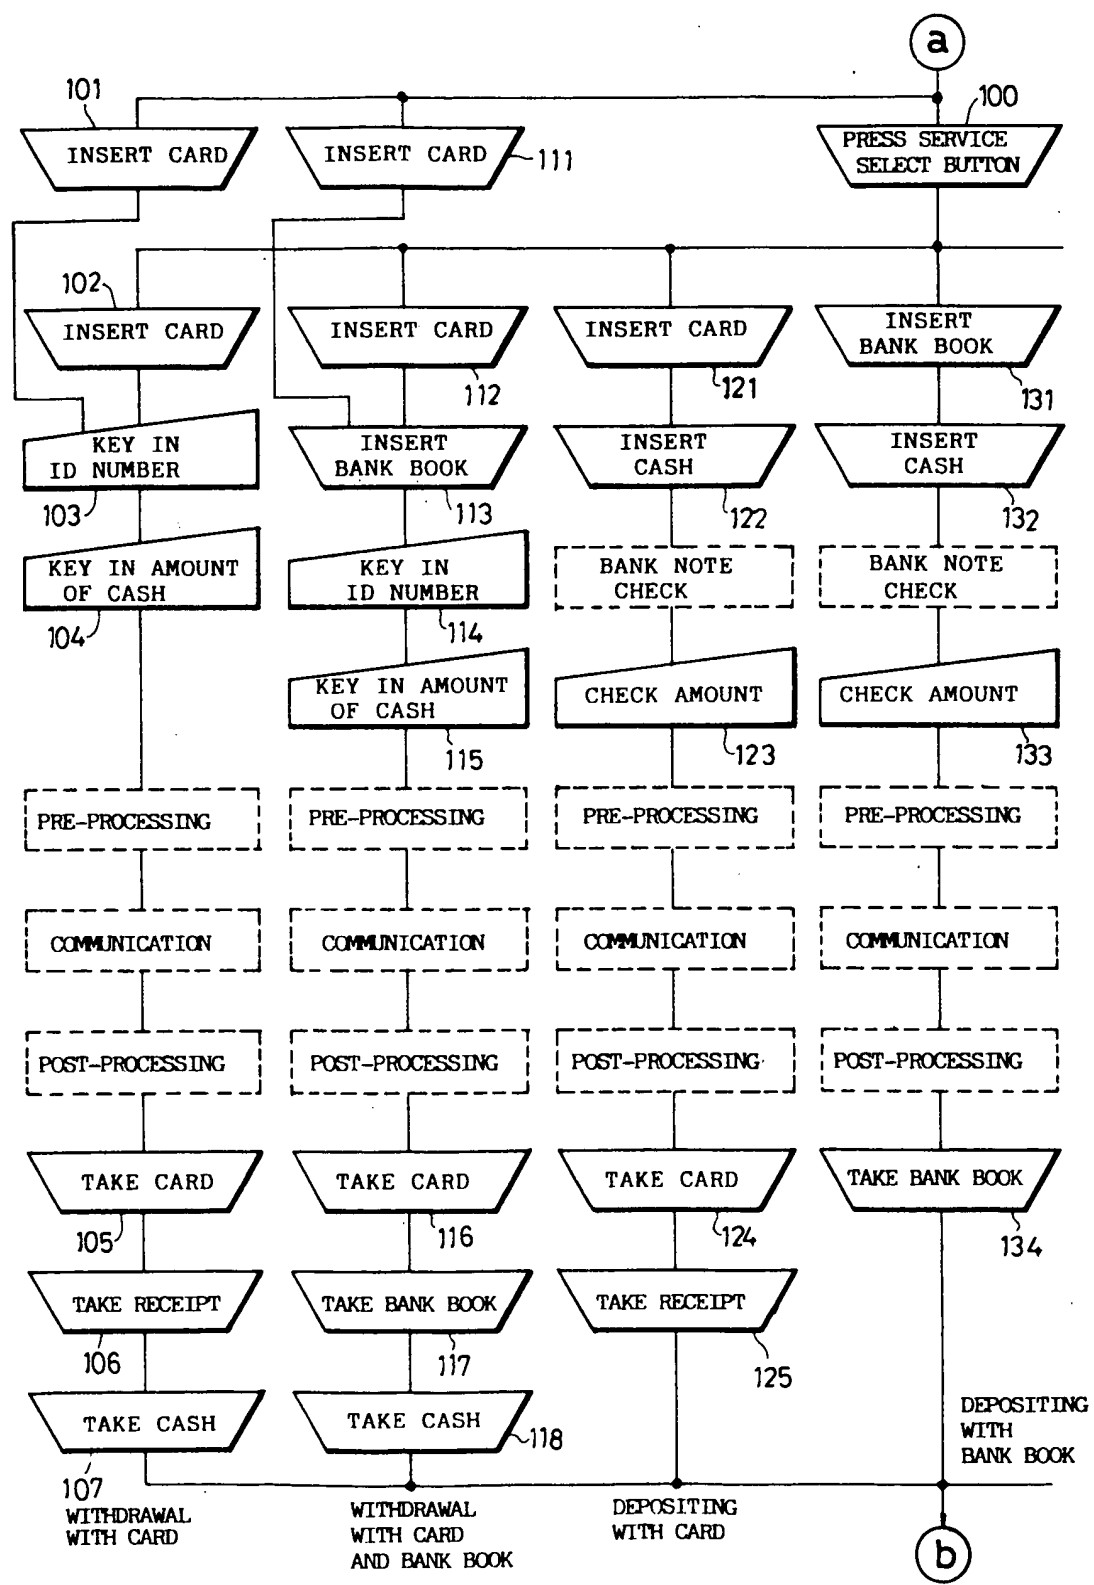 a
101
100
INSERT CARD
INSERT CARD
111
PRESS SERVICE
SELECT BUTTON
102
INSERT CARD
INSERT CARD
112
INSERT CARD
121
INSERT
BANK BOOK
131
KEY IN
ID NUMBER
103
INSERT
BANK BOOK
113
INSERT
CASH
122
INSERT
CASH
132
KEY IN AMOUNT
OF CASH
104
KEY IN
ID NUMBER
114
BANK NOTE
CHECK
BANK NOTE
CHECK
KEY IN AMOUNT
OF CASH
115
CHECK AMOUNT
123
CHECK AMOUNT
133
PRE-PROCESSING
PRE-PROCESSING
PRE-PROCESSING
PRE-PROCESSING
COMMUNICATION
COMMUNICATION
COMMUNICATION
COMMUNICATION
POST-PROCESSING
POST-PROCESSING
POST-PROCESSING
POST-PROCESSING
TAKE CARD
105
TAKE CARD
116
TAKE CARD
124
TAKE BANK BOOK
134
TAKE RECEIPT
106
TAKE BANK BOOK
117
TAKE RECEIPT
125
TAKE CASH
107
TAKE CASH
118
WITHDRAWAL
WITH CARD
WITHDRAWAL
WITH CARD
AND BANK BOOK
DEPOSITING
WITH CARD
DEPOSITING
WITH
BANK BOOK
b